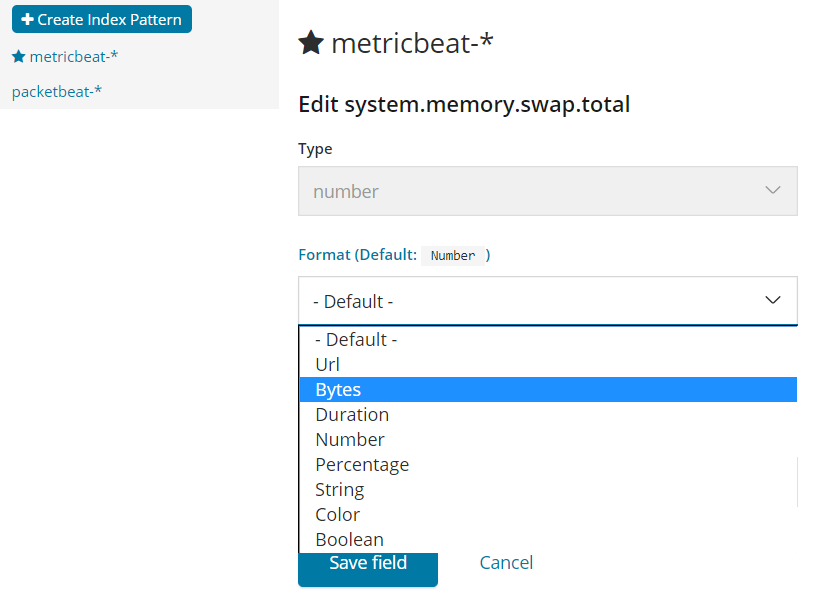 Create Index Pattern
metricbeat-*
packetbeat-*
metricbeat-*
Edit system.memory.swap.total
Type
number
Format (Default: Number )
- Default -
- Default -
Url
Bytes
Duration
Number
Percentage
String
Color
Boolean
Save field
Cancel